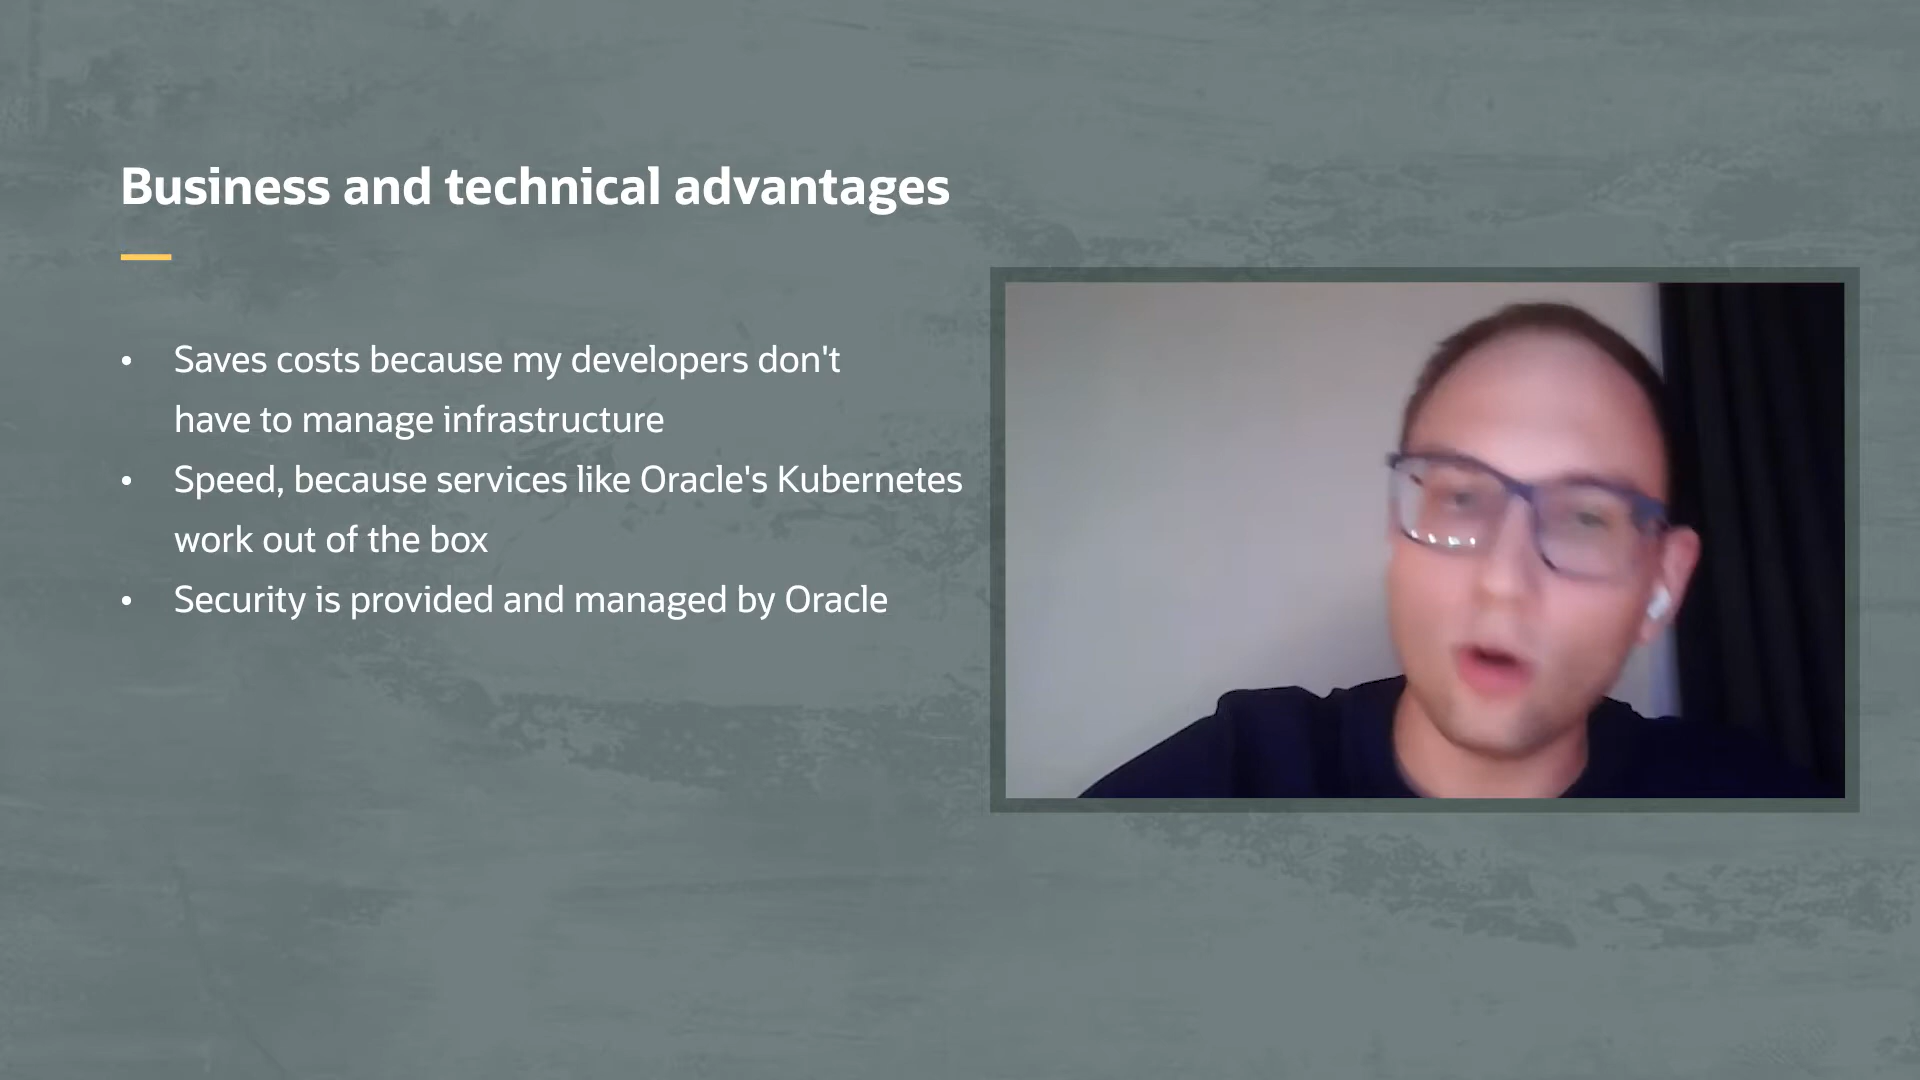 Business and technical advantages
• Saves costs because my developers don't
have to manage infrastructure
• Speed, because services like Oracle's Kubernetes
work out of the box
• Security is provided and managed by Oracle